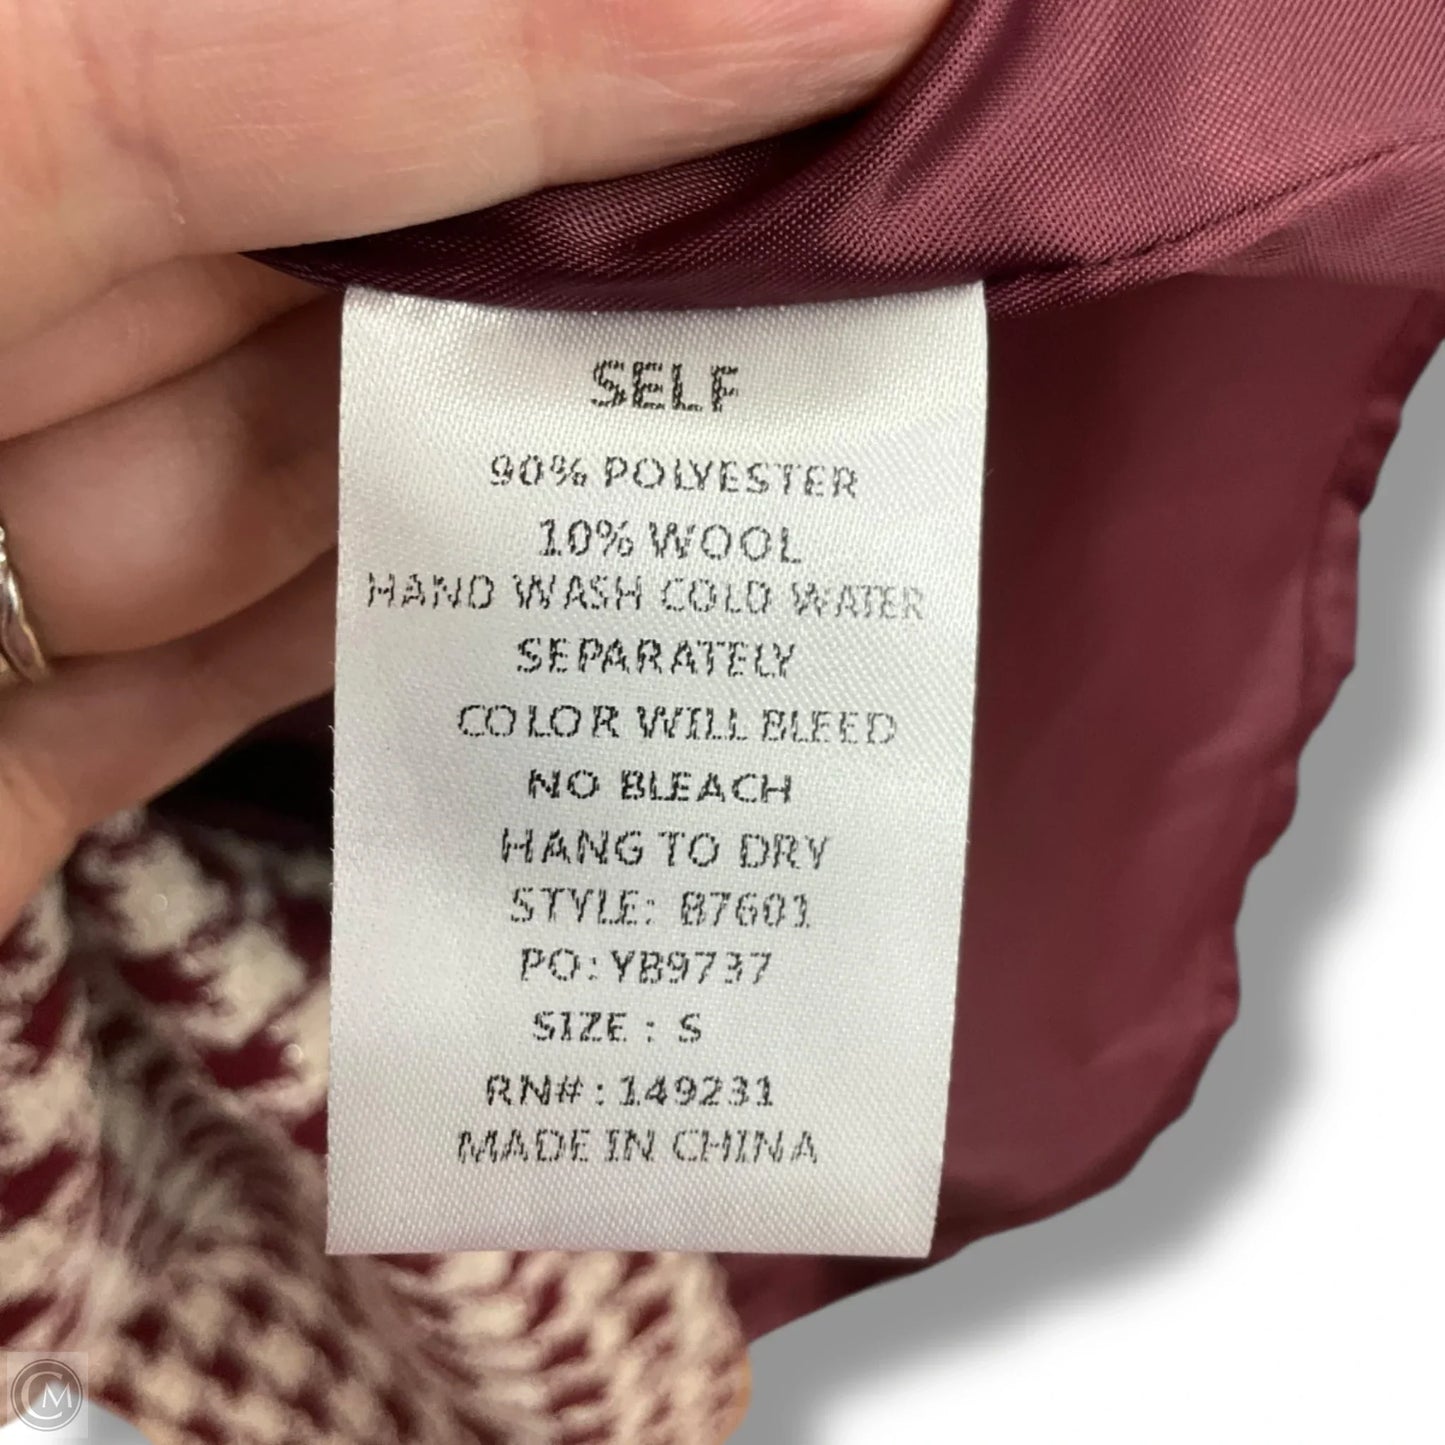 SELF
90% POLYESTER
10% WOOL
HAND WASH COLD WATER
SEPARATELY
COLOR WILL BLEED
NO BLEACH
HANG TO DRY
STYLE: B7601
PO: YB9737
SIZE : S
RN# : 149231
MADE IN CHINA
CM